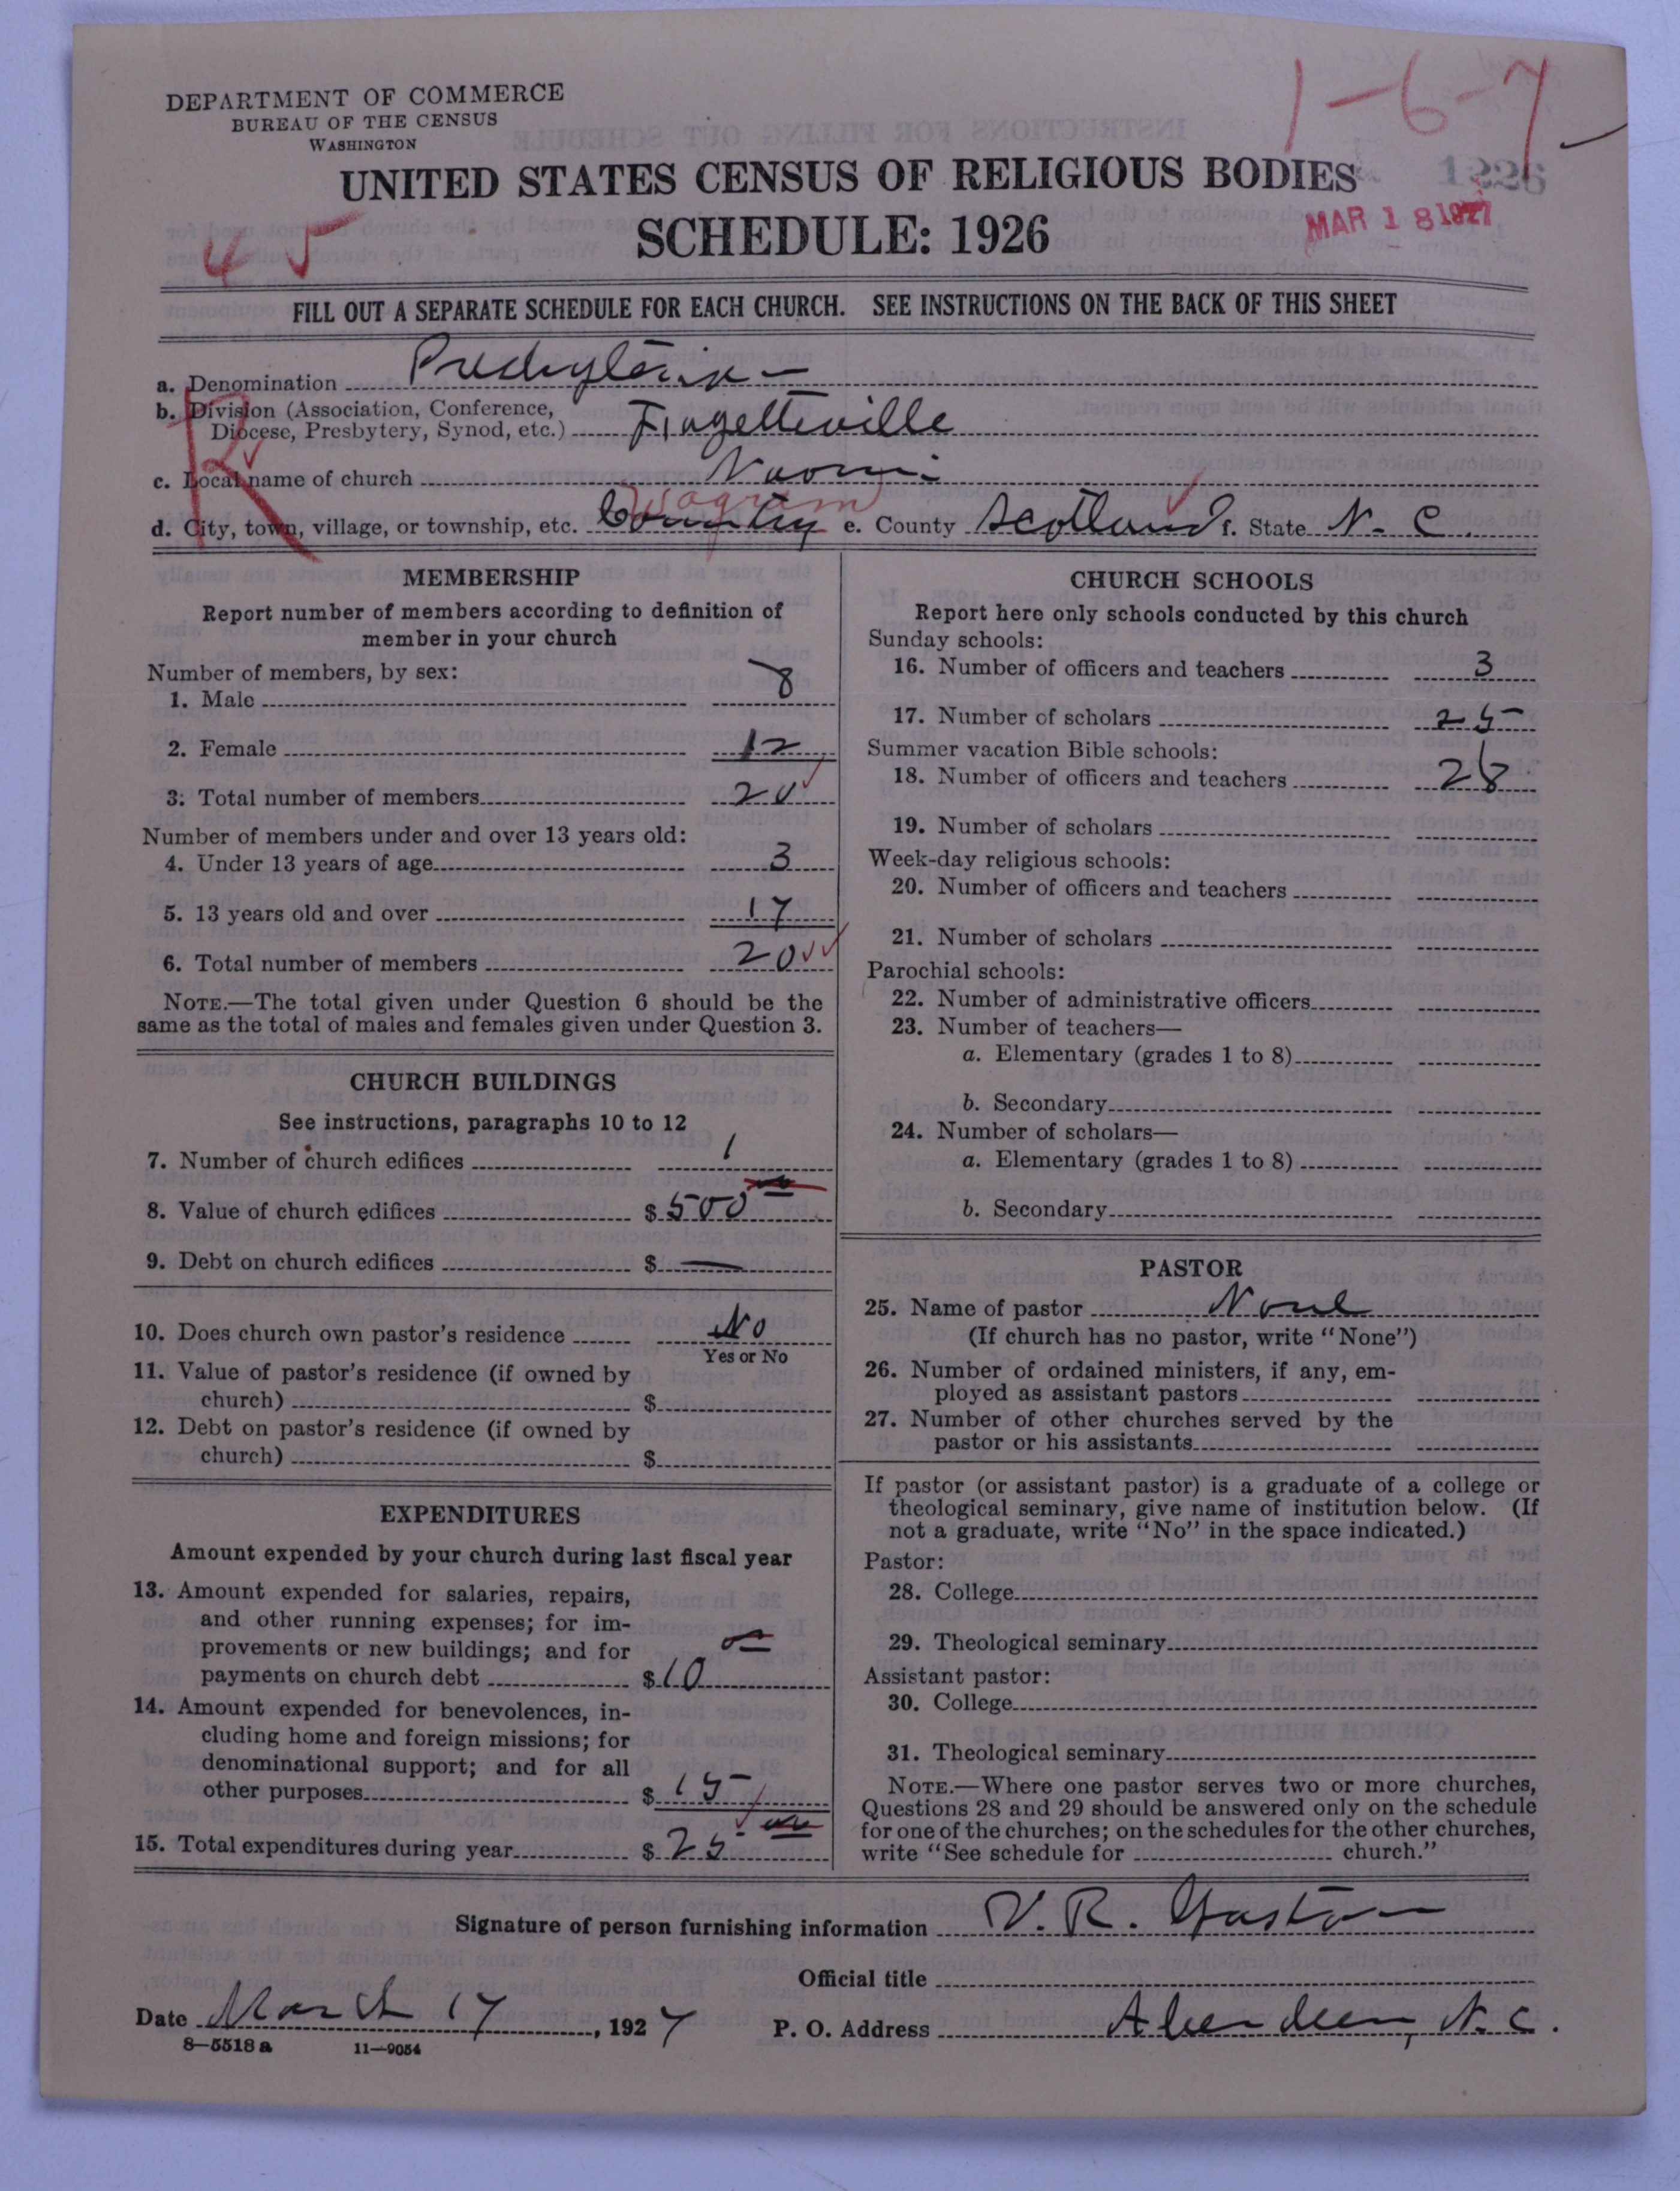 DEPARTMENT OF COMMERCE
BUREAU OF THE CENSUS
WASHINGTON
1-6-7
UNITED STATES CENSUS OF RELIGIOUS BODIES
1226
SCHEDULE: 1926
MAR 18 1927
45
FILL OUT A SEPARATE SCHEDULE FOR EACH CHURCH. SEE INSTRUCTIONS ON THE BACK OF THIS SHEET
a. Denomination Presbyterian
b. Division (Association, Conference,
Diocese, Presbytery, Synod, etc.) Fayetteville
R
c. Local name of church Naomi
Wagram
d. City, town, village, or township, etc. Country e. County Scotland f. State N. C.
MEMBERSHIP
Report number of members according to definition of
member in your church
Number of members, by sex:
1. Male 8
2. Female 12
3. Total number of members 20
Number of members under and over 13 years old:
4. Under 13 years of age 3
5. 13 years old and over 17
6. Total number of members 20
NOTE.—The total given under Question 6 should be the
same as the total of males and females given under Question 3.
CHURCH BUILDINGS
See instructions, paragraphs 10 to 12
7. Number of church edifices 1
8. Value of church edifices $ 500
9. Debt on church edifices $ —
10. Does church own pastor's residence No
Yes or No
11. Value of pastor's residence (if owned by
church) $
12. Debt on pastor's residence (if owned by
church) $
EXPENDITURES
Amount expended by your church during last fiscal year
13. Amount expended for salaries, repairs,
and other running expenses; for im-
provements or new buildings; and for
payments on church debt $ 10
14. Amount expended for benevolences, in-
cluding home and foreign missions; for
denominational support; and for all
other purposes $ 15
15. Total expenditures during year $ 25
CHURCH SCHOOLS
Report here only schools conducted by this church
Sunday schools:
16. Number of officers and teachers 3
17. Number of scholars 25
Summer vacation Bible schools:
18. Number of officers and teachers 28
19. Number of scholars
Week-day religious schools:
20. Number of officers and teachers
21. Number of scholars
Parochial schools:
22. Number of administrative officers
23. Number of teachers—
a. Elementary (grades 1 to 8)
b. Secondary
24. Number of scholars—
a. Elementary (grades 1 to 8)
b. Secondary
PASTOR
25. Name of pastor None
(If church has no pastor, write "None")
26. Number of ordained ministers, if any, em-
ployed as assistant pastors
27. Number of other churches served by the
pastor or his assistants
If pastor (or assistant pastor) is a graduate of a college or
theological seminary, give name of institution below. (If
not a graduate, write "No" in the space indicated.)
Pastor:
28. College
29. Theological seminary
Assistant pastor:
30. College
31. Theological seminary
NOTE.—Where one pastor serves two or more churches,
Questions 28 and 29 should be answered only on the schedule
for one of the churches; on the schedules for the other churches,
write "See schedule for church."
Signature of person furnishing information V. R. Gaston
Official title
Date March 17, 1927 P. O. Address Aberdeen, N. C.
8—5518a 11—9054